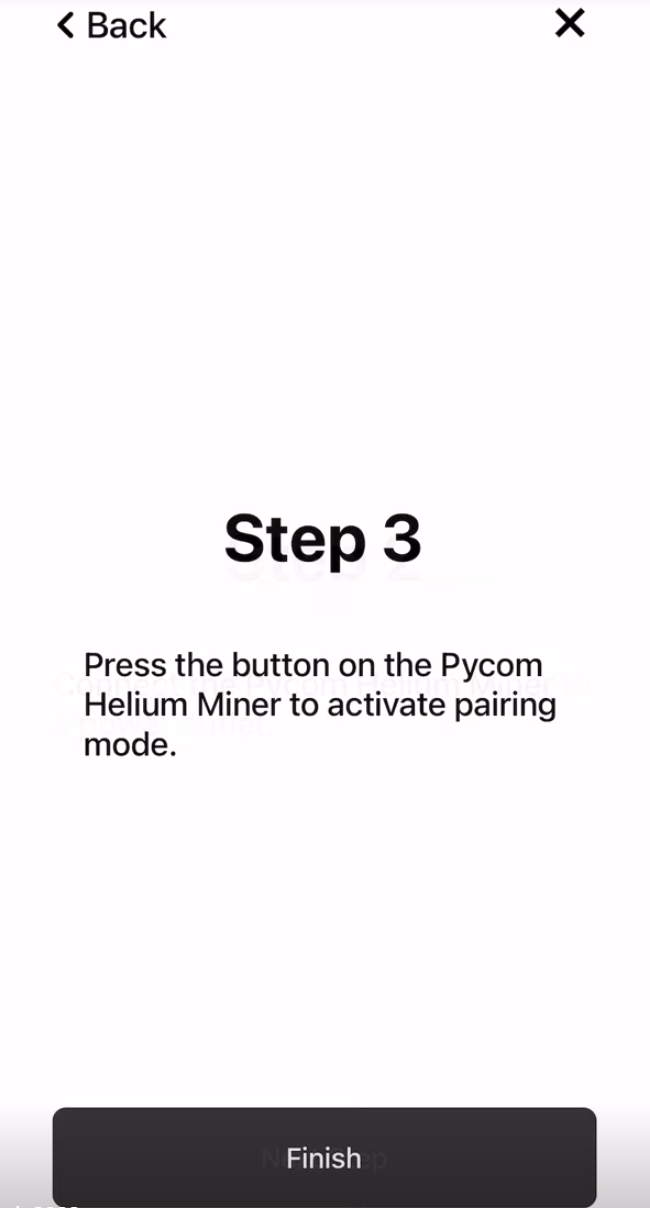 Back
Step 3
Press the button on the Pycom
Helium Miner to activate pairing
mode.
Finish